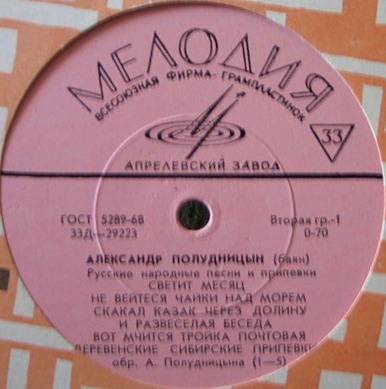 МЕЛОДИЯ
ВСЕСОЮЗНАЯ ФИРМА-ГРАМПЛАСТИНОК
33
АПРЕЛЕВСКИЙ ЗАВОД
ГОСТ 5289-68
33Д—29223
Вторая гр.-1
0-70
АЛЕКСАНДР ПОЛУДНИЦЫН (баян)
Русские народные песни и припевки
СВЕТИТ МЕСЯЦ
НЕ ВЕЙТЕСЯ ЧАЙКИ НАД МОРЕМ
СКАКАЛ КАЗАК ЧЕРЕЗ ДОЛИНУ
И РАЗВЕСЕЛАЯ БЕСЕДА
ВОТ МЧИТСЯ ТРОЙКА ПОЧТОВАЯ
ДЕРЕВЕНСКИЕ СИБИРСКИЕ ПРИПЕВКИ
обр. А. Полудницына (1—5)